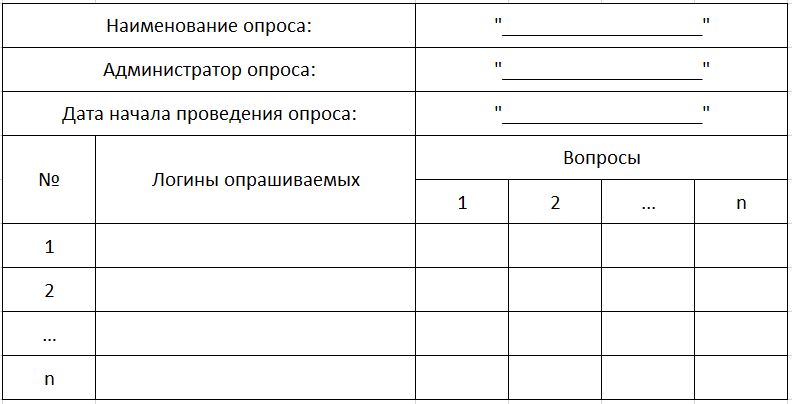 Наименование опроса: "____________________"
Администратор опроса: "____________________"
Дата начала проведения опроса: "____________________"
№ Логины опрашиваемых Вопросы
1 2 ... n
1
2
...
n